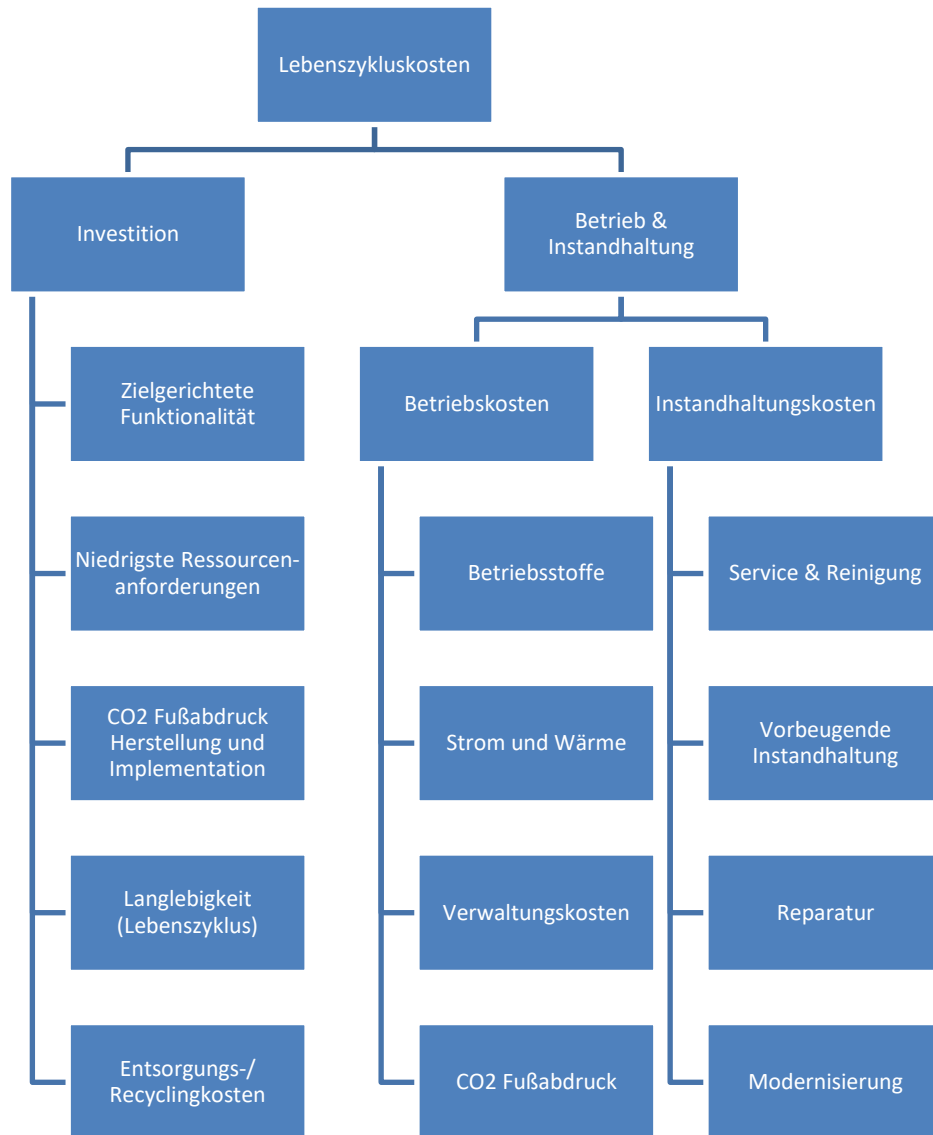 Lebenszykluskosten
Investition
Betrieb &
Instandhaltung
Zielgerichtete
Funktionalität
Betriebskosten
Instandhaltungskosten
Niedrigste Ressourcen-
anforderungen
Betriebsstoffe
Service & Reinigung
CO2 Fußabdruck
Herstellung und
Implementation
Strom und Wärme
Vorbeugende
Instandhaltung
Langlebigkeit
(Lebenszyklus)
Verwaltungskosten
Reparatur
Entsorgungs-/
Recyclingkosten
CO2 Fußabdruck
Modernisierung